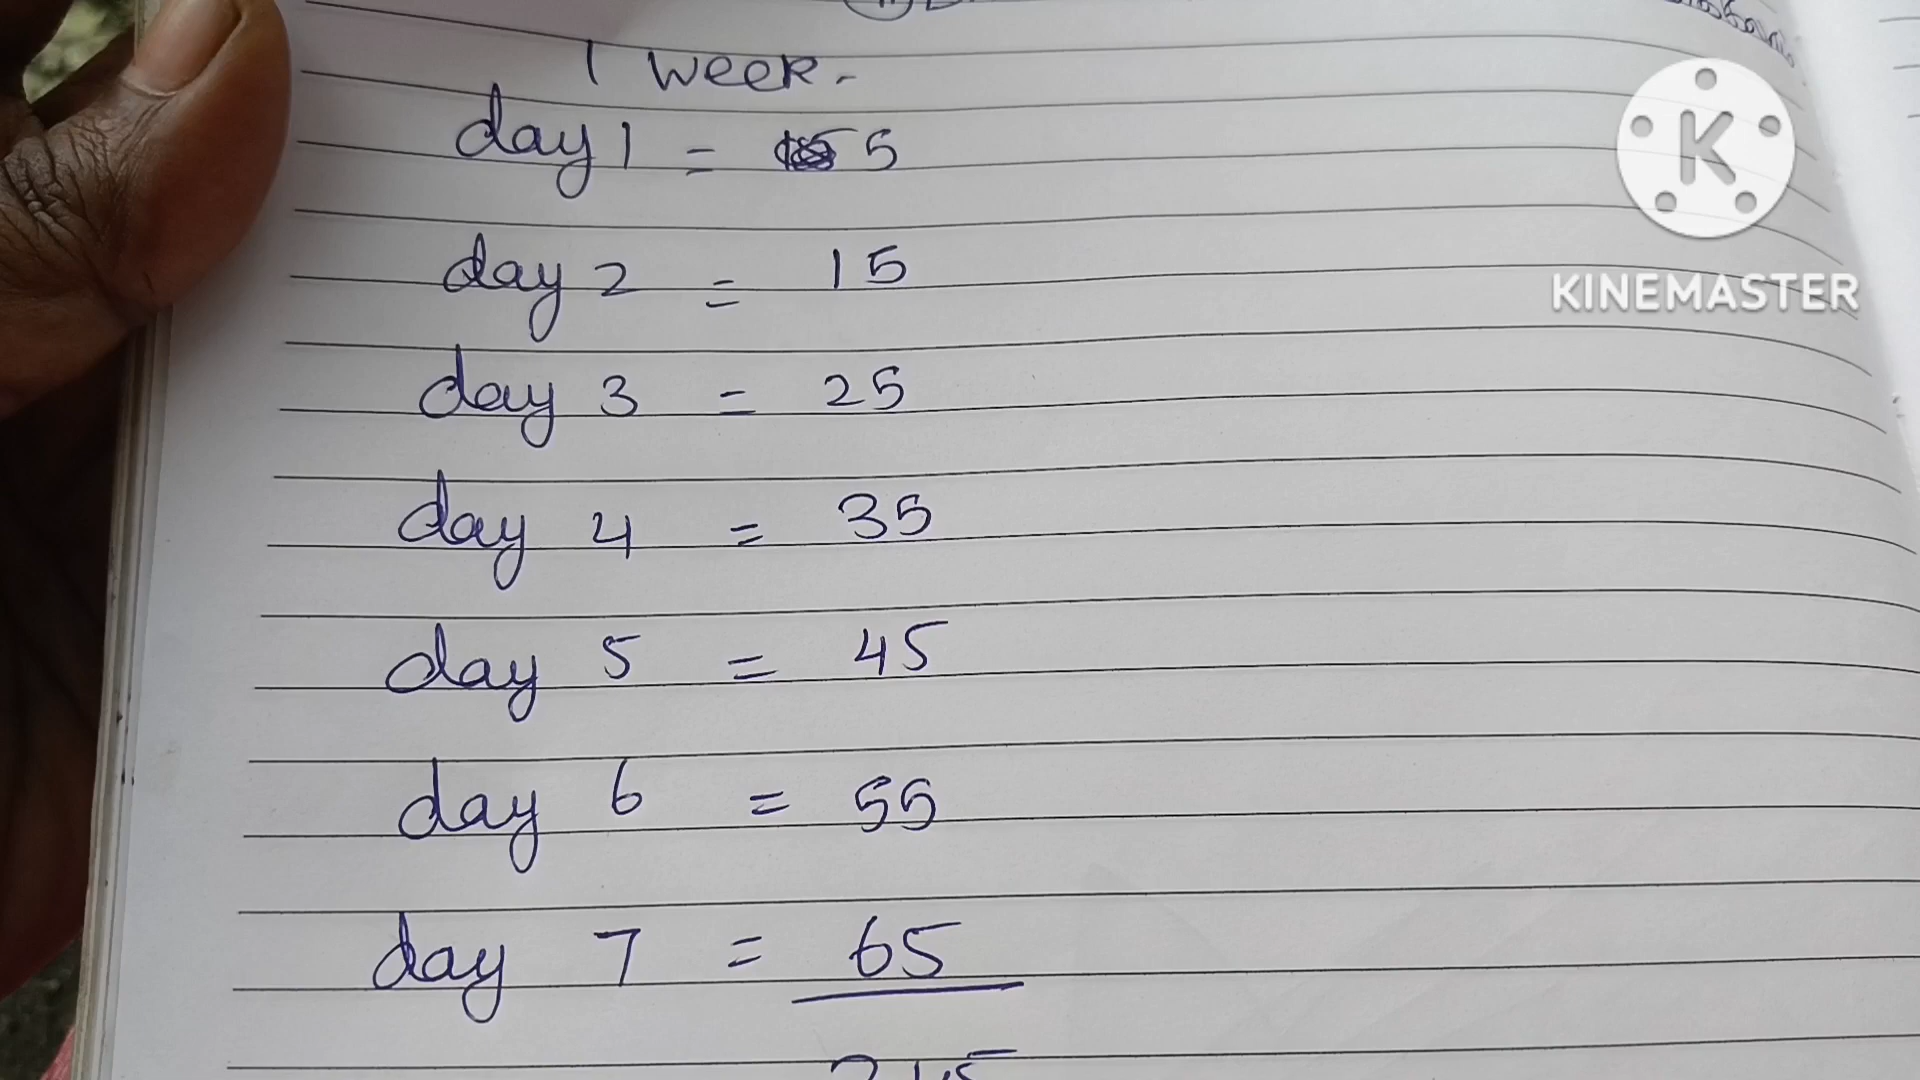 1 week.
day 1 = 5
day 2 = 15
day 3 = 25
day 4 = 35
day 5 = 45
day 6 = 55
day 7 = 65
K
KINEMASTER